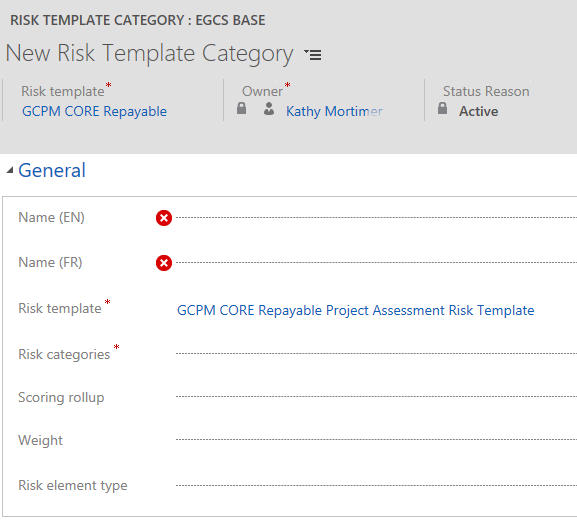 RISK TEMPLATE CATEGORY : EGCS BASE
New Risk Template Category
Risk template* Owner* Status Reason
GCPM CORE Repayable Kathy Mortimer Active
General
Name (EN)
Name (FR)
Risk template* GCPM CORE Repayable Project Assessment Risk Template
Risk categories*
Scoring rollup
Weight
Risk element type